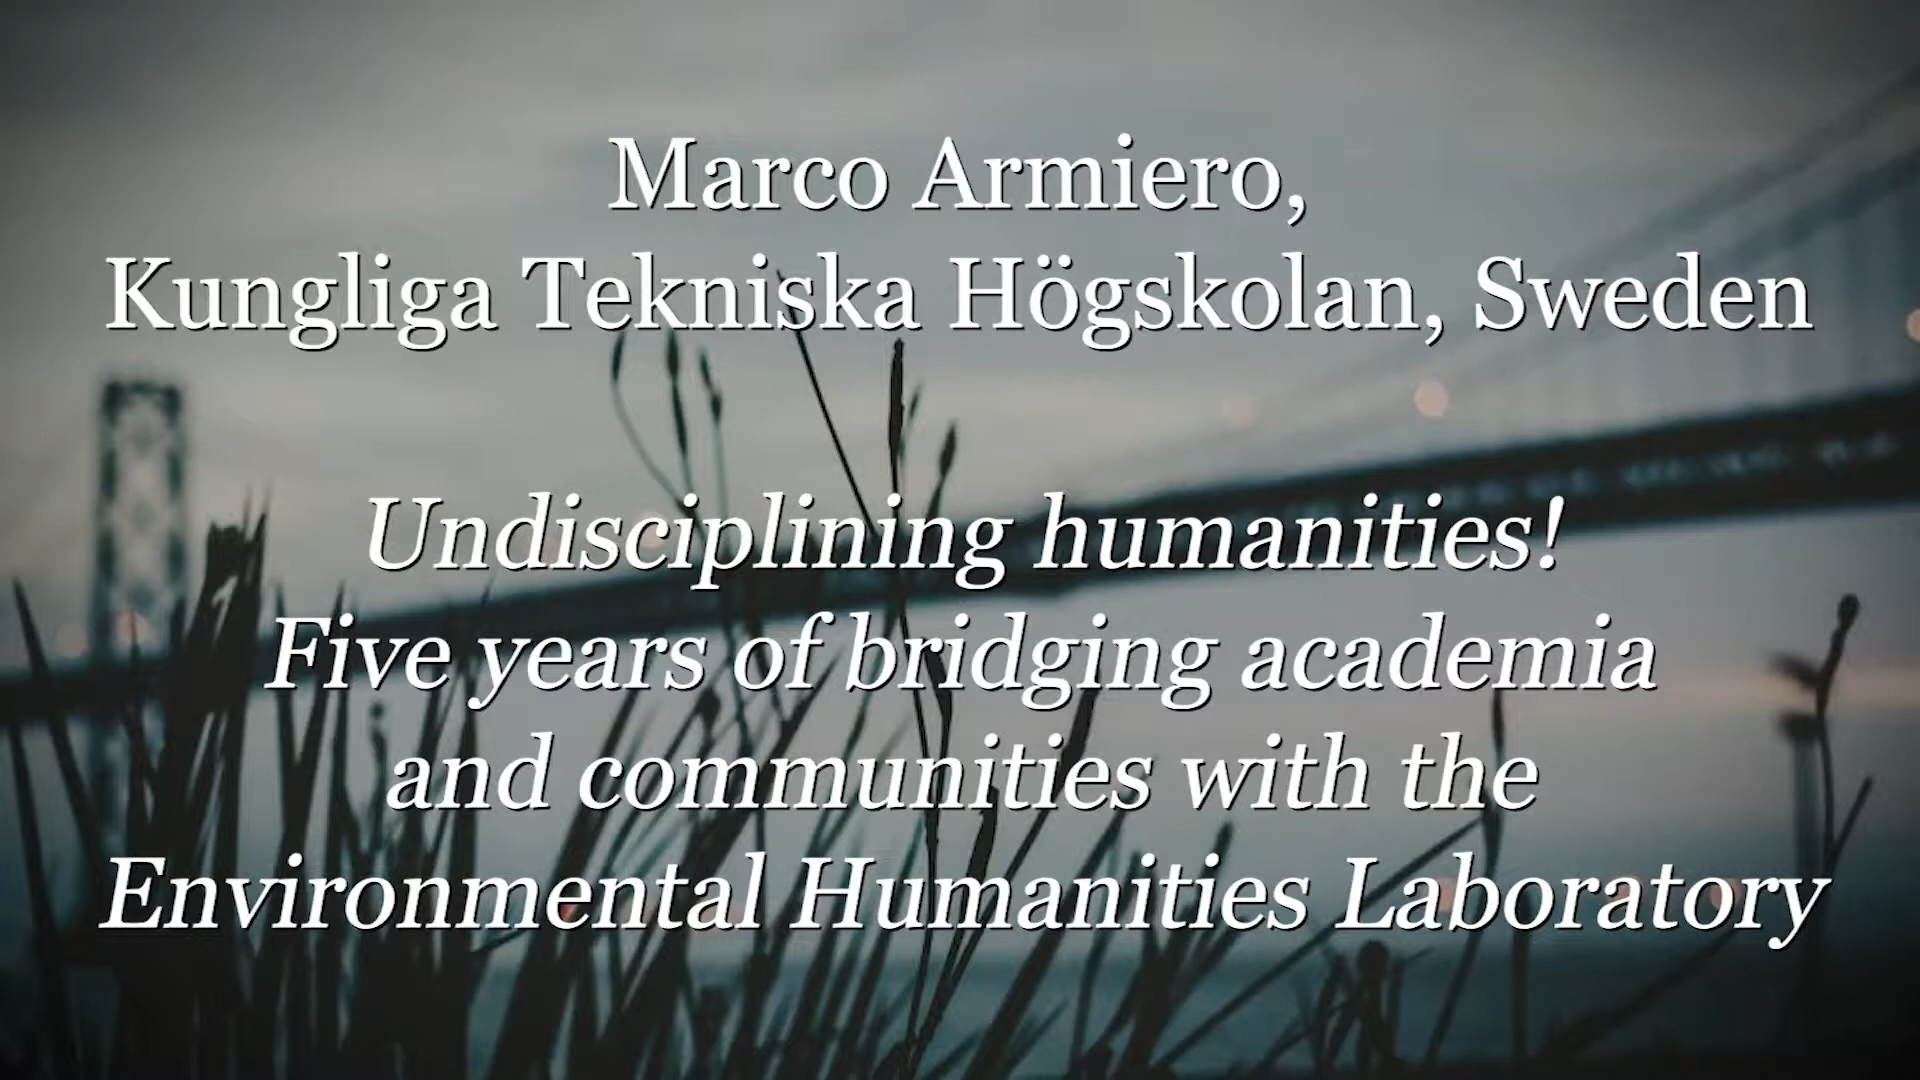 Marco Armiero,
Kungliga Tekniska Högskolan, Sweden
Undisciplining humanities!
Five years of bridging academia
and communities with the
Environmental Humanities Laboratory